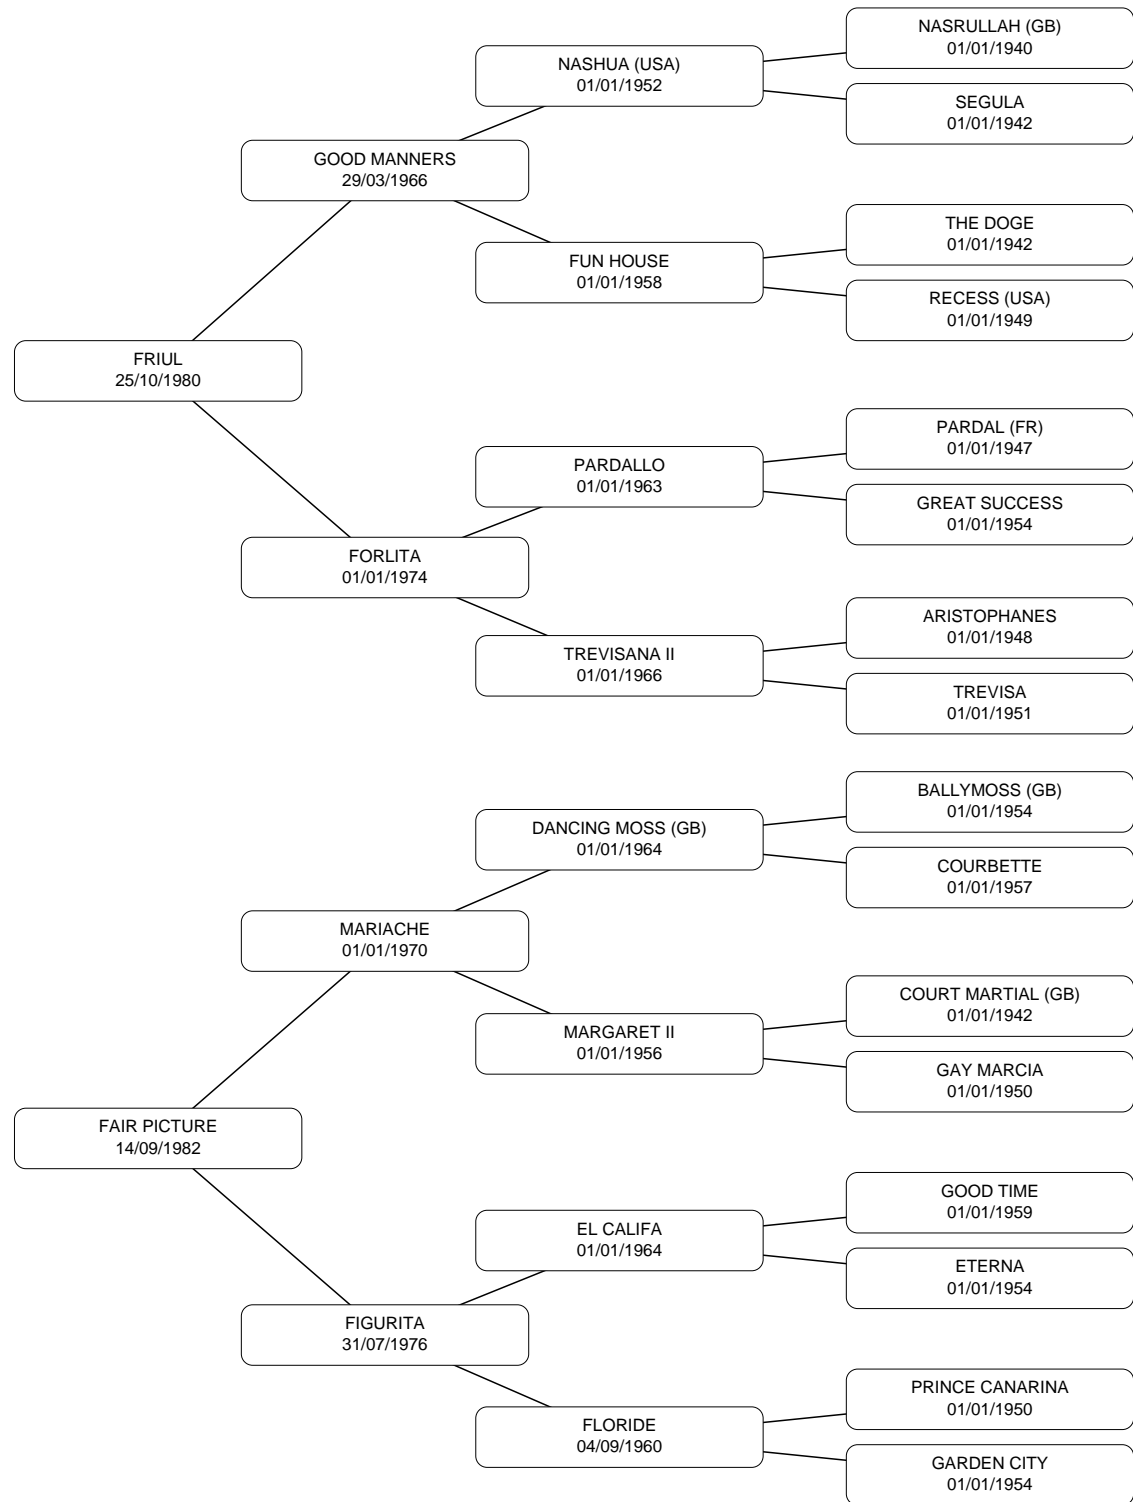 NASRULLAH (GB)
01/01/1940
NASHUA (USA)
01/01/1952
SEGULA
01/01/1942
GOOD MANNERS
29/03/1966
THE DOGE
01/01/1942
FUN HOUSE
01/01/1958
RECESS (USA)
01/01/1949
FRIUL
25/10/1980
PARDAL (FR)
01/01/1947
PARDALLO
01/01/1963
GREAT SUCCESS
01/01/1954
FORLITA
01/01/1974
ARISTOPHANES
01/01/1948
TREVISANA II
01/01/1966
TREVISA
01/01/1951
BALLYMOSS (GB)
01/01/1954
DANCING MOSS (GB)
01/01/1964
COURBETTE
01/01/1957
MARIACHE
01/01/1970
COURT MARTIAL (GB)
01/01/1942
MARGARET II
01/01/1956
GAY MARCIA
01/01/1950
FAIR PICTURE
14/09/1982
GOOD TIME
01/01/1959
EL CALIFA
01/01/1964
ETERNA
01/01/1954
FIGURITA
31/07/1976
PRINCE CANARINA
01/01/1950
FLORIDE
04/09/1960
GARDEN CITY
01/01/1954